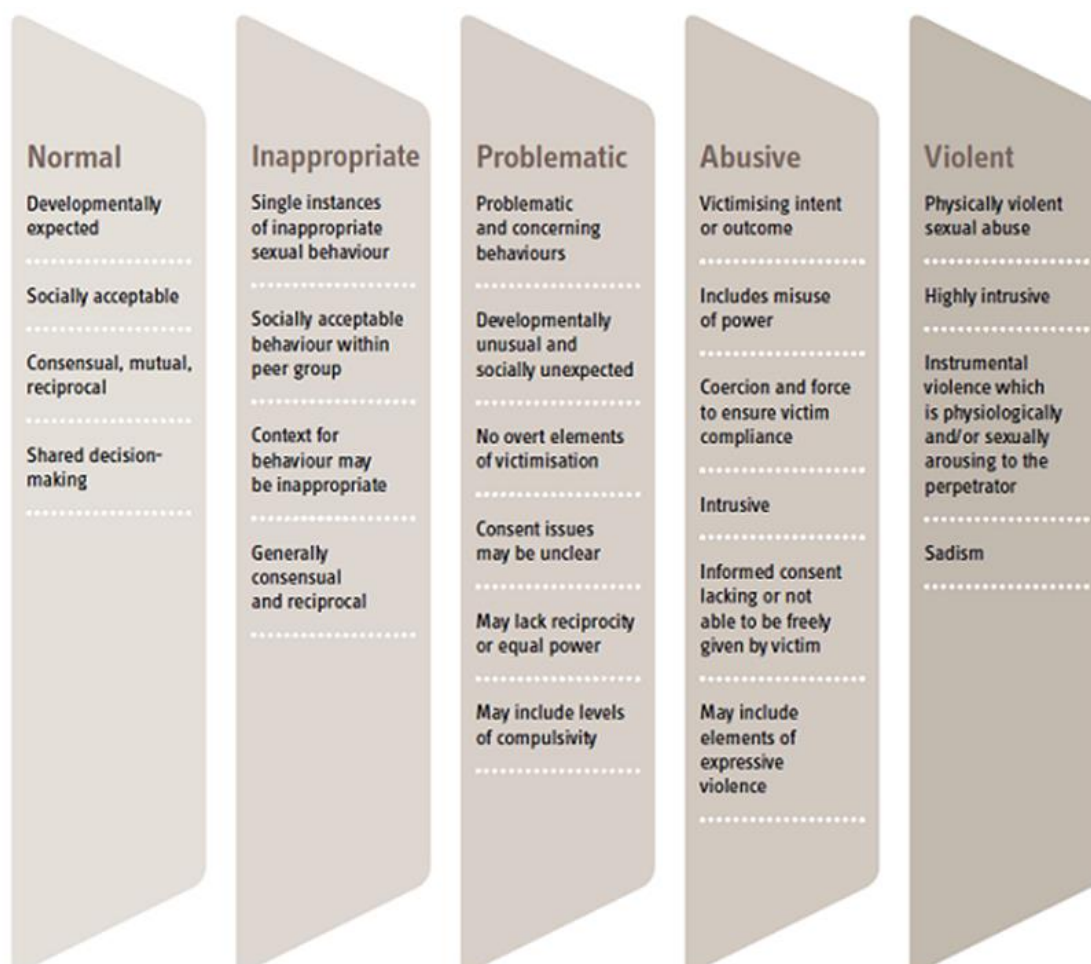 Normal
Developmentally
expected
Socially acceptable
Consensual, mutual,
reciprocal
Shared decision-
making
Inappropriate
Single instances
of inappropriate
sexual behaviour
Socially acceptable
behaviour within
peer group
Context for
behaviour may
be inappropriate
Generally
consensual
and reciprocal
Problematic
Problematic
and concerning
behaviours
Developmentally
unusual and
socially unexpected
No overt elements
of victimisation
Consent issues
may be unclear
May lack reciprocity
or equal power
May include levels
of compulsivity
Abusive
Victimising intent
or outcome
Includes misuse
of power
Coercion and force
to ensure victim
compliance
Intrusive
Informed consent
lacking or not
able to be freely
given by victim
May include
elements of
expressive
violence
Violent
Physically violent
sexual abuse
Highly intrusive
Instrumental
violence which
is physiologically
and/or sexually
arousing to the
perpetrator
Sadism